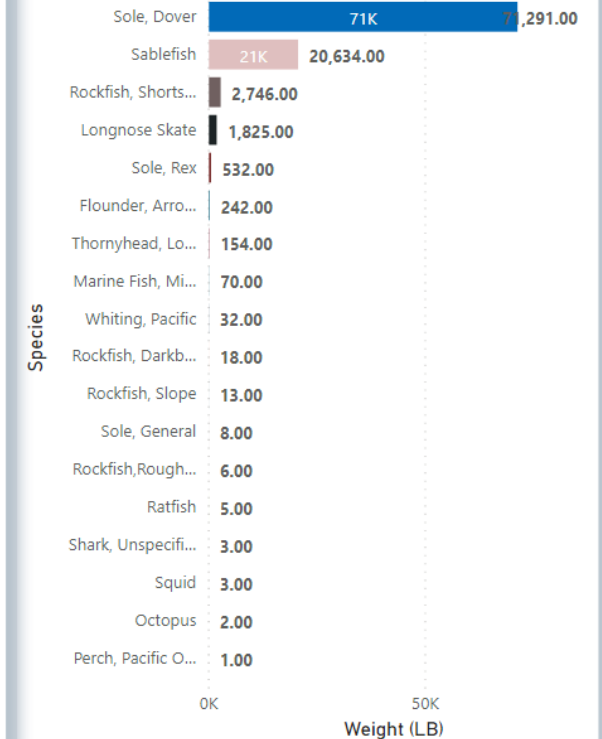 Sole, Dover 71K 71,291.00
Sablefish 21K 20,634.00
Rockfish, Shorts... 2,746.00
Longnose Skate 1,825.00
Sole, Rex 532.00
Flounder, Arro... 242.00
Thornyhead, Lo... 154.00
Marine Fish, Mi... 70.00
Whiting, Pacific 32.00
Rockfish, Darkb... 18.00
Rockfish, Slope 13.00
Sole, General 8.00
Rockfish,Rough... 6.00
Ratfish 5.00
Shark, Unspecifi... 3.00
Squid 3.00
Octopus 2.00
Perch, Pacific O... 1.00
Species
0K 50K
Weight (LB)